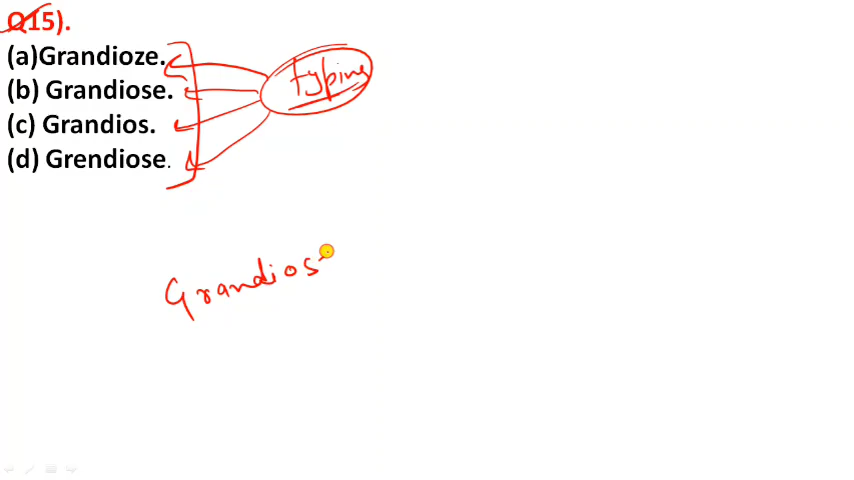 Q15).
(a)Grandioze.
(b) Grandiose.
(c) Grandios.
(d) Grendiose.
typing
Grandios